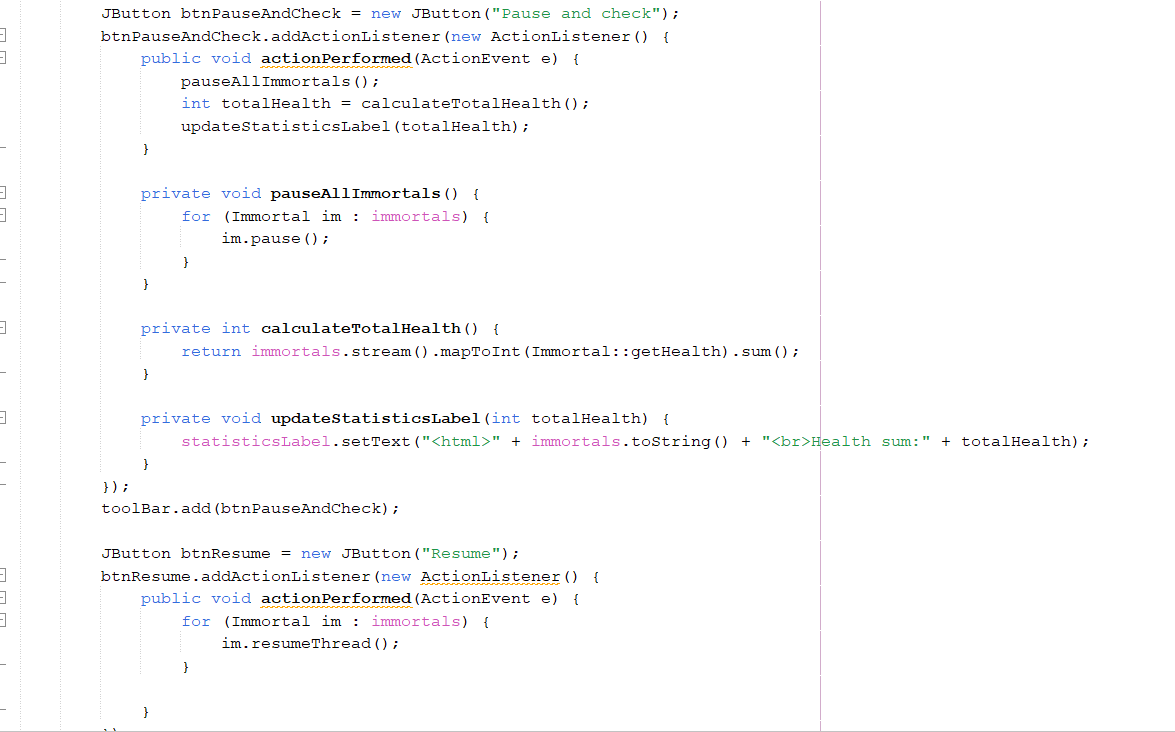 JButton btnPauseAndCheck = new JButton("Pause and check");
btnPauseAndCheck.addActionListener(new ActionListener() {
    public void actionPerformed(ActionEvent e) {
        pauseAllImmortals();
        int totalHealth = calculateTotalHealth();
        updateStatisticsLabel(totalHealth);
    }

    private void pauseAllImmortals() {
        for (Immortal im : immortals) {
            im.pause();
        }
    }

    private int calculateTotalHealth() {
        return immortals.stream().mapToInt(Immortal::getHealth).sum();
    }

    private void updateStatisticsLabel(int totalHealth) {
        statisticsLabel.setText("<html>" + immortals.toString() + "<br>Health sum:" + totalHealth);
    }
});
toolBar.add(btnPauseAndCheck);

JButton btnResume = new JButton("Resume");
btnResume.addActionListener(new ActionListener() {
    public void actionPerformed(ActionEvent e) {
        for (Immortal im : immortals) {
            im.resumeThread();
        }

    }